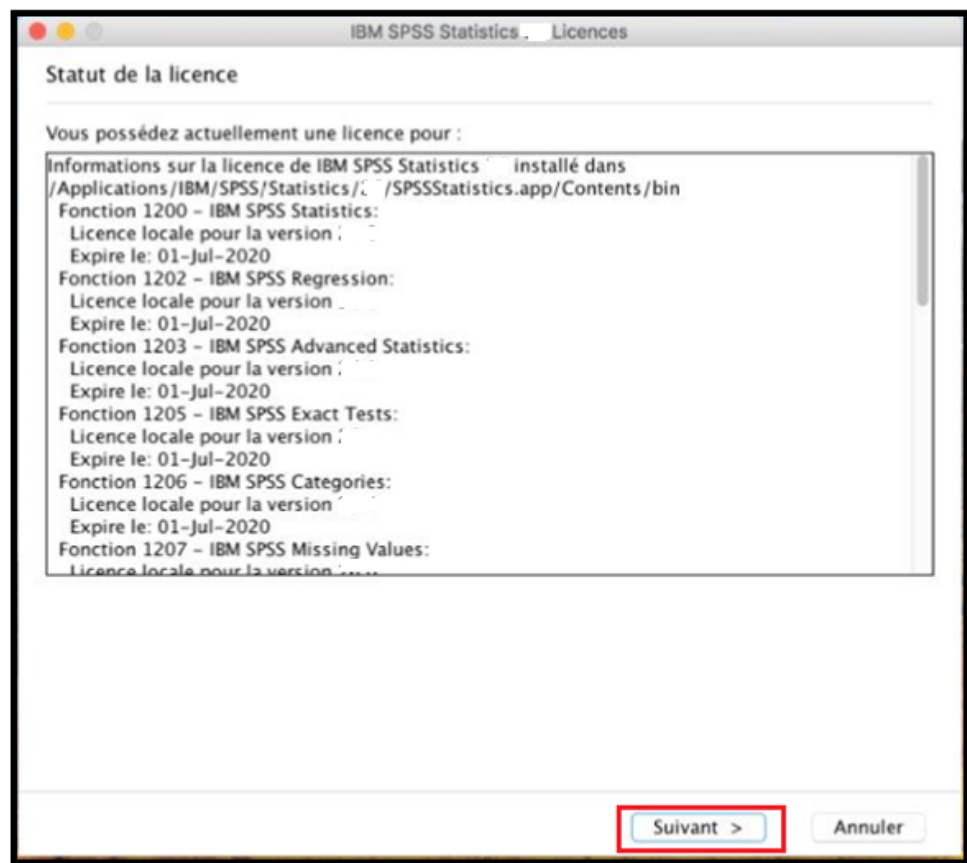 IBM SPSS Statistics Licences
Statut de la licence
Vous possédez actuellement une licence pour :
Informations sur la licence de IBM SPSS Statistics installé dans
/Applications/IBM/SPSS/Statistics/ /SPSSStatistics.app/Contents/bin
Fonction 1200 – IBM SPSS Statistics:
Licence locale pour la version
Expire le: 01-Jul-2020
Fonction 1202 – IBM SPSS Regression:
Licence locale pour la version
Expire le: 01-Jul-2020
Fonction 1203 – IBM SPSS Advanced Statistics:
Licence locale pour la version
Expire le: 01-Jul-2020
Fonction 1205 – IBM SPSS Exact Tests:
Licence locale pour la version
Expire le: 01-Jul-2020
Fonction 1206 – IBM SPSS Categories:
Licence locale pour la version
Expire le: 01-Jul-2020
Fonction 1207 – IBM SPSS Missing Values:
Licence locale pour la version
Suivant >
Annuler